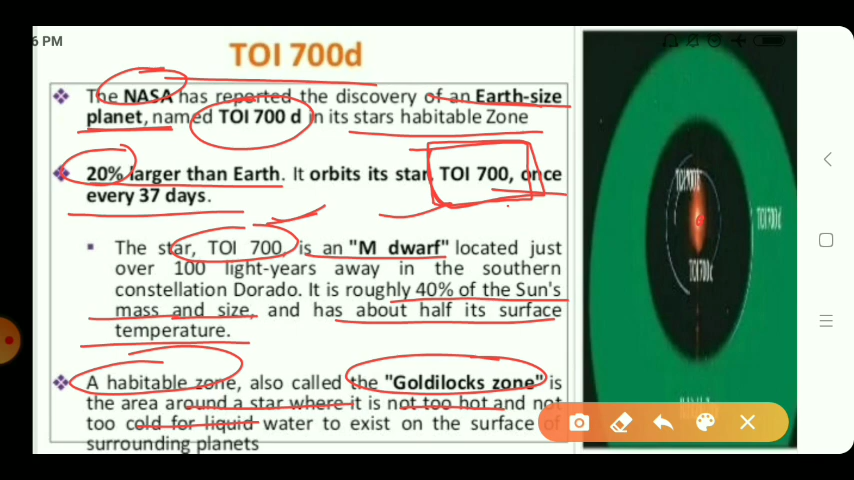 6 PM
TOI 700d
The NASA has reported the discovery of an Earth-size
planet, named TOI 700 d in its stars habitable Zone
20% larger than Earth. It orbits its star, TOI 700, once
every 37 days.
The star, TOI 700, is an "M dwarf" located just
over 100 light-years away in the southern
constellation Dorado. It is roughly 40% of the Sun's
mass and size, and has about half its surface
temperature.
A habitable zone, also called the "Goldilocks zone" is
the area around a star where it is not too hot and not
too cold for liquid water to exist on the surface of
surrounding planets
TOI 700 d
TOI 700 c